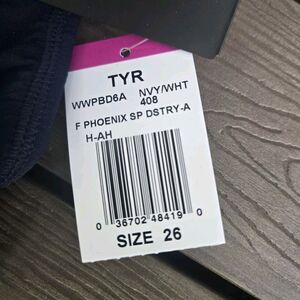 TYR
WWPBD6A NVY/WHT
408
F PHOENIX SP DSTRY-A
H-AH
0 36702 48419 0
SIZE 26